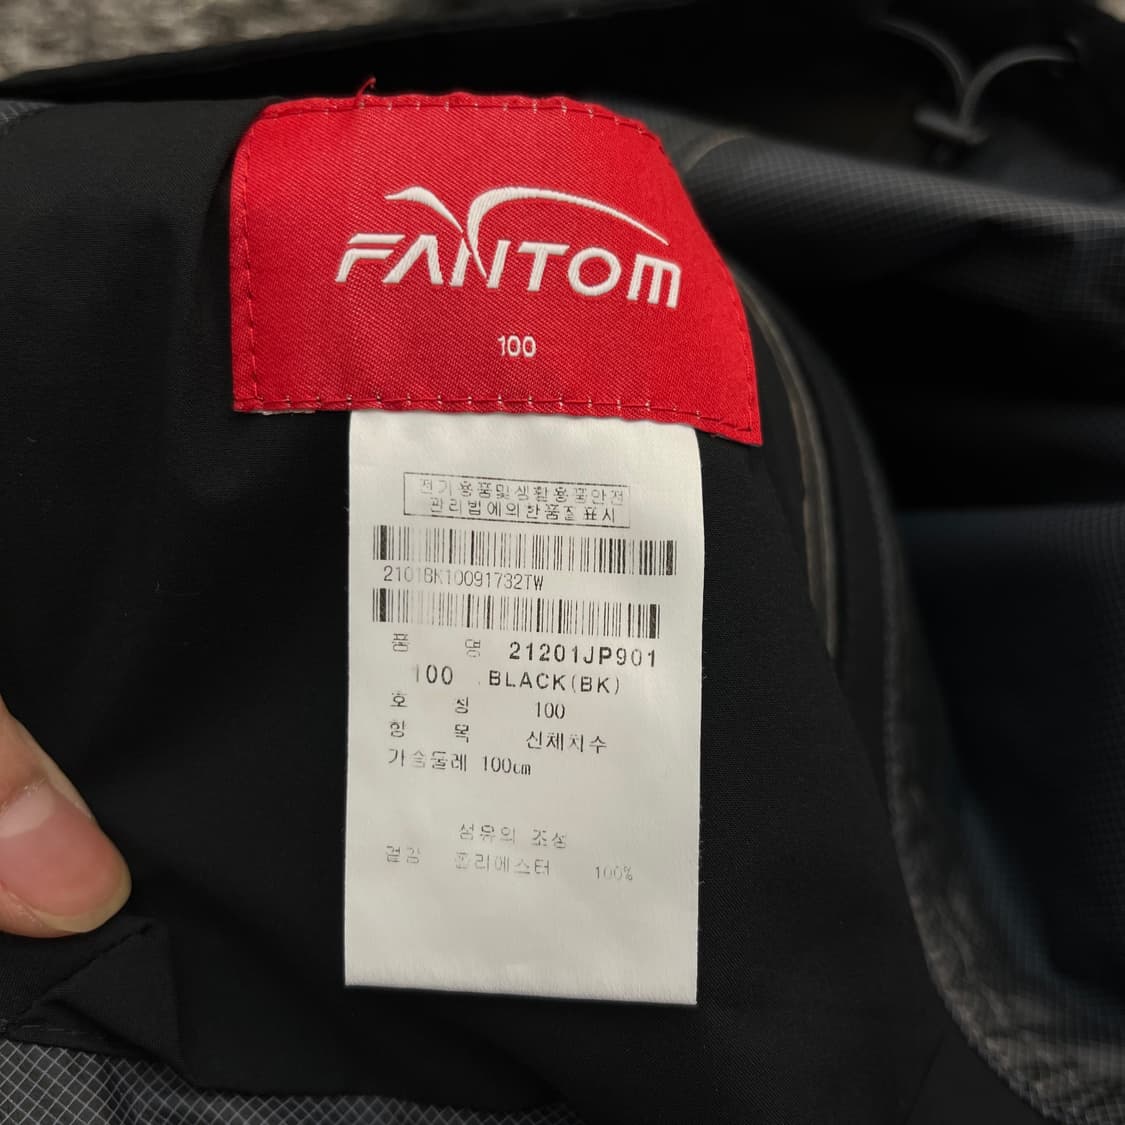 FANTOM
100
전기용품및생활용품안전
관리법에의한품질표시
2101BK10091732TW
품 명 21201JP901
100 BLACK(BK)
호 칭 100
항 목 신체치수
가슴둘레 100cm
섬유의 조성
겉감 폴리에스터 100%